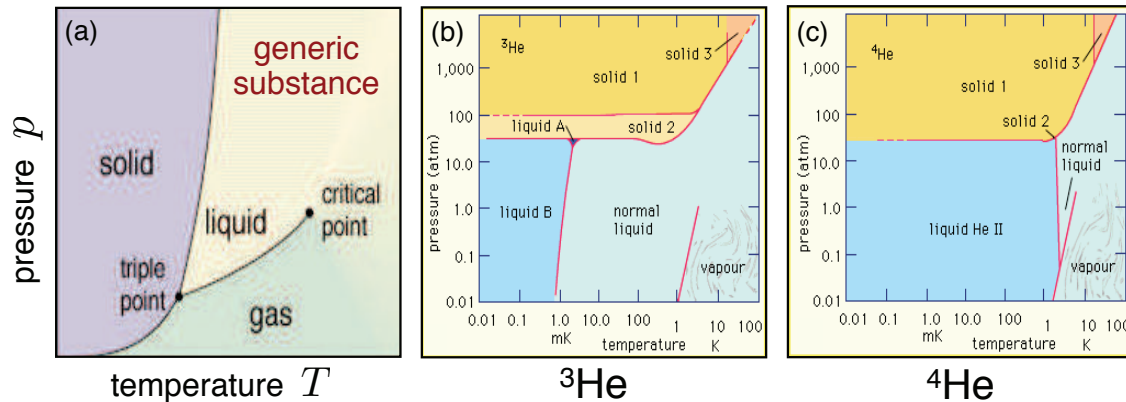 (a)
generic
substance
solid
liquid
critical
point
triple
point
gas
pressure p
temperature T
(b)
³He
solid 3
solid 1
1,000
100
liquid A
solid 2
10.0
pressure (atm)
1.0
liquid B
normal
liquid
0.1
vapour
0.01
0.01 0.1 1.0 10.0 100 1 10 100
mK temperature K
³He
(c)
⁴He
solid 3
solid 1
1,000
100
solid 2
normal
liquid
10.0
pressure (atm)
1.0
liquid He II
0.1
vapour
0.01
0.01 0.1 1.0 10.0 100 1 10 100
mK temperature K
⁴He